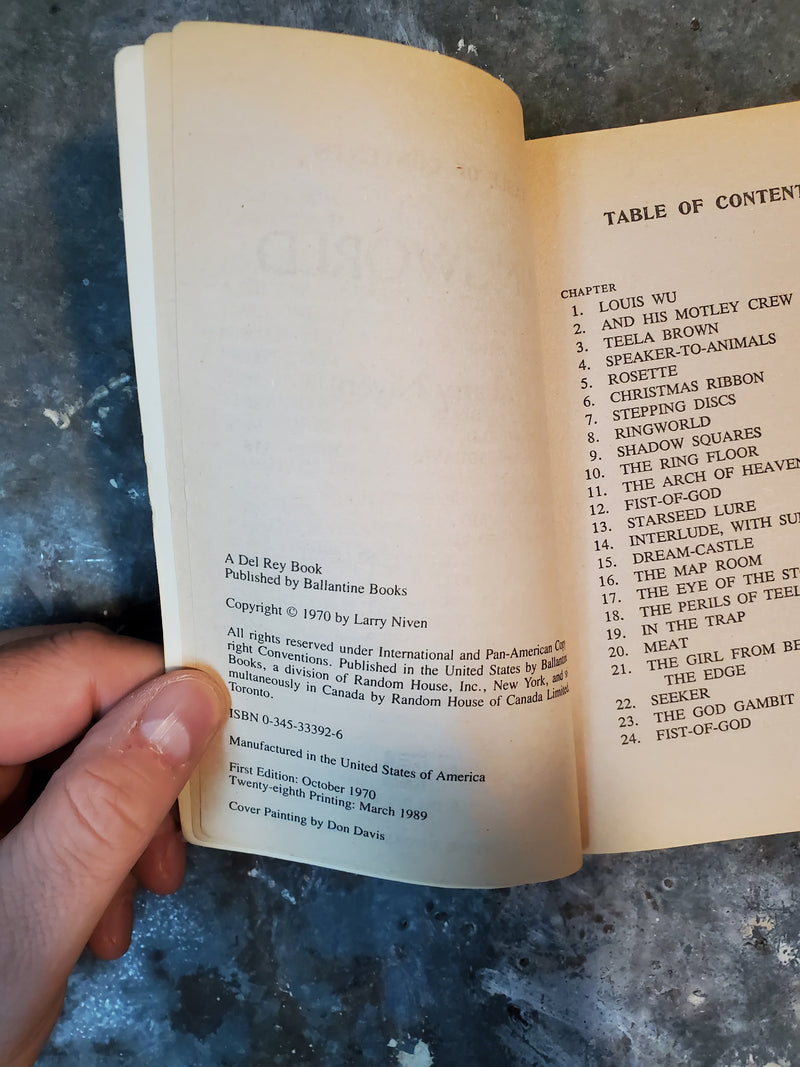 A Del Rey Book
Published by Ballantine Books
Copyright © 1970 by Larry Niven
All rights reserved under International and Pan-American Copy
right Conventions. Published in the United States by Ballantine
Books, a division of Random House, Inc., New York, and si
multaneously in Canada by Random House of Canada Limited,
Toronto.
ISBN 0-345-33392-6
Manufactured in the United States of America
First Edition: October 1970
Twenty-eighth Printing: March 1989
Cover Painting by Don Davis
TABLE OF CONTENT
CHAPTER
1. LOUIS WU
2. AND HIS MOTLEY CREW
3. TEELA BROWN
4. SPEAKER-TO-ANIMALS
5. ROSETTE
6. CHRISTMAS RIBBON
7. STEPPING DISCS
8. RINGWORLD
9. SHADOW SQUARES
10. THE RING FLOOR
11. THE ARCH OF HEAVEN
12. FIST-OF-GOD
13. STARSEED LURE
14. INTERLUDE, WITH SU
15. DREAM-CASTLE
16. THE MAP ROOM
17. THE EYE OF THE ST
18. THE PERILS OF TEEL
19. IN THE TRAP
20. MEAT
21. THE GIRL FROM BE
THE EDGE
22. SEEKER
23. THE GOD GAMBIT
24. FIST-OF-GOD